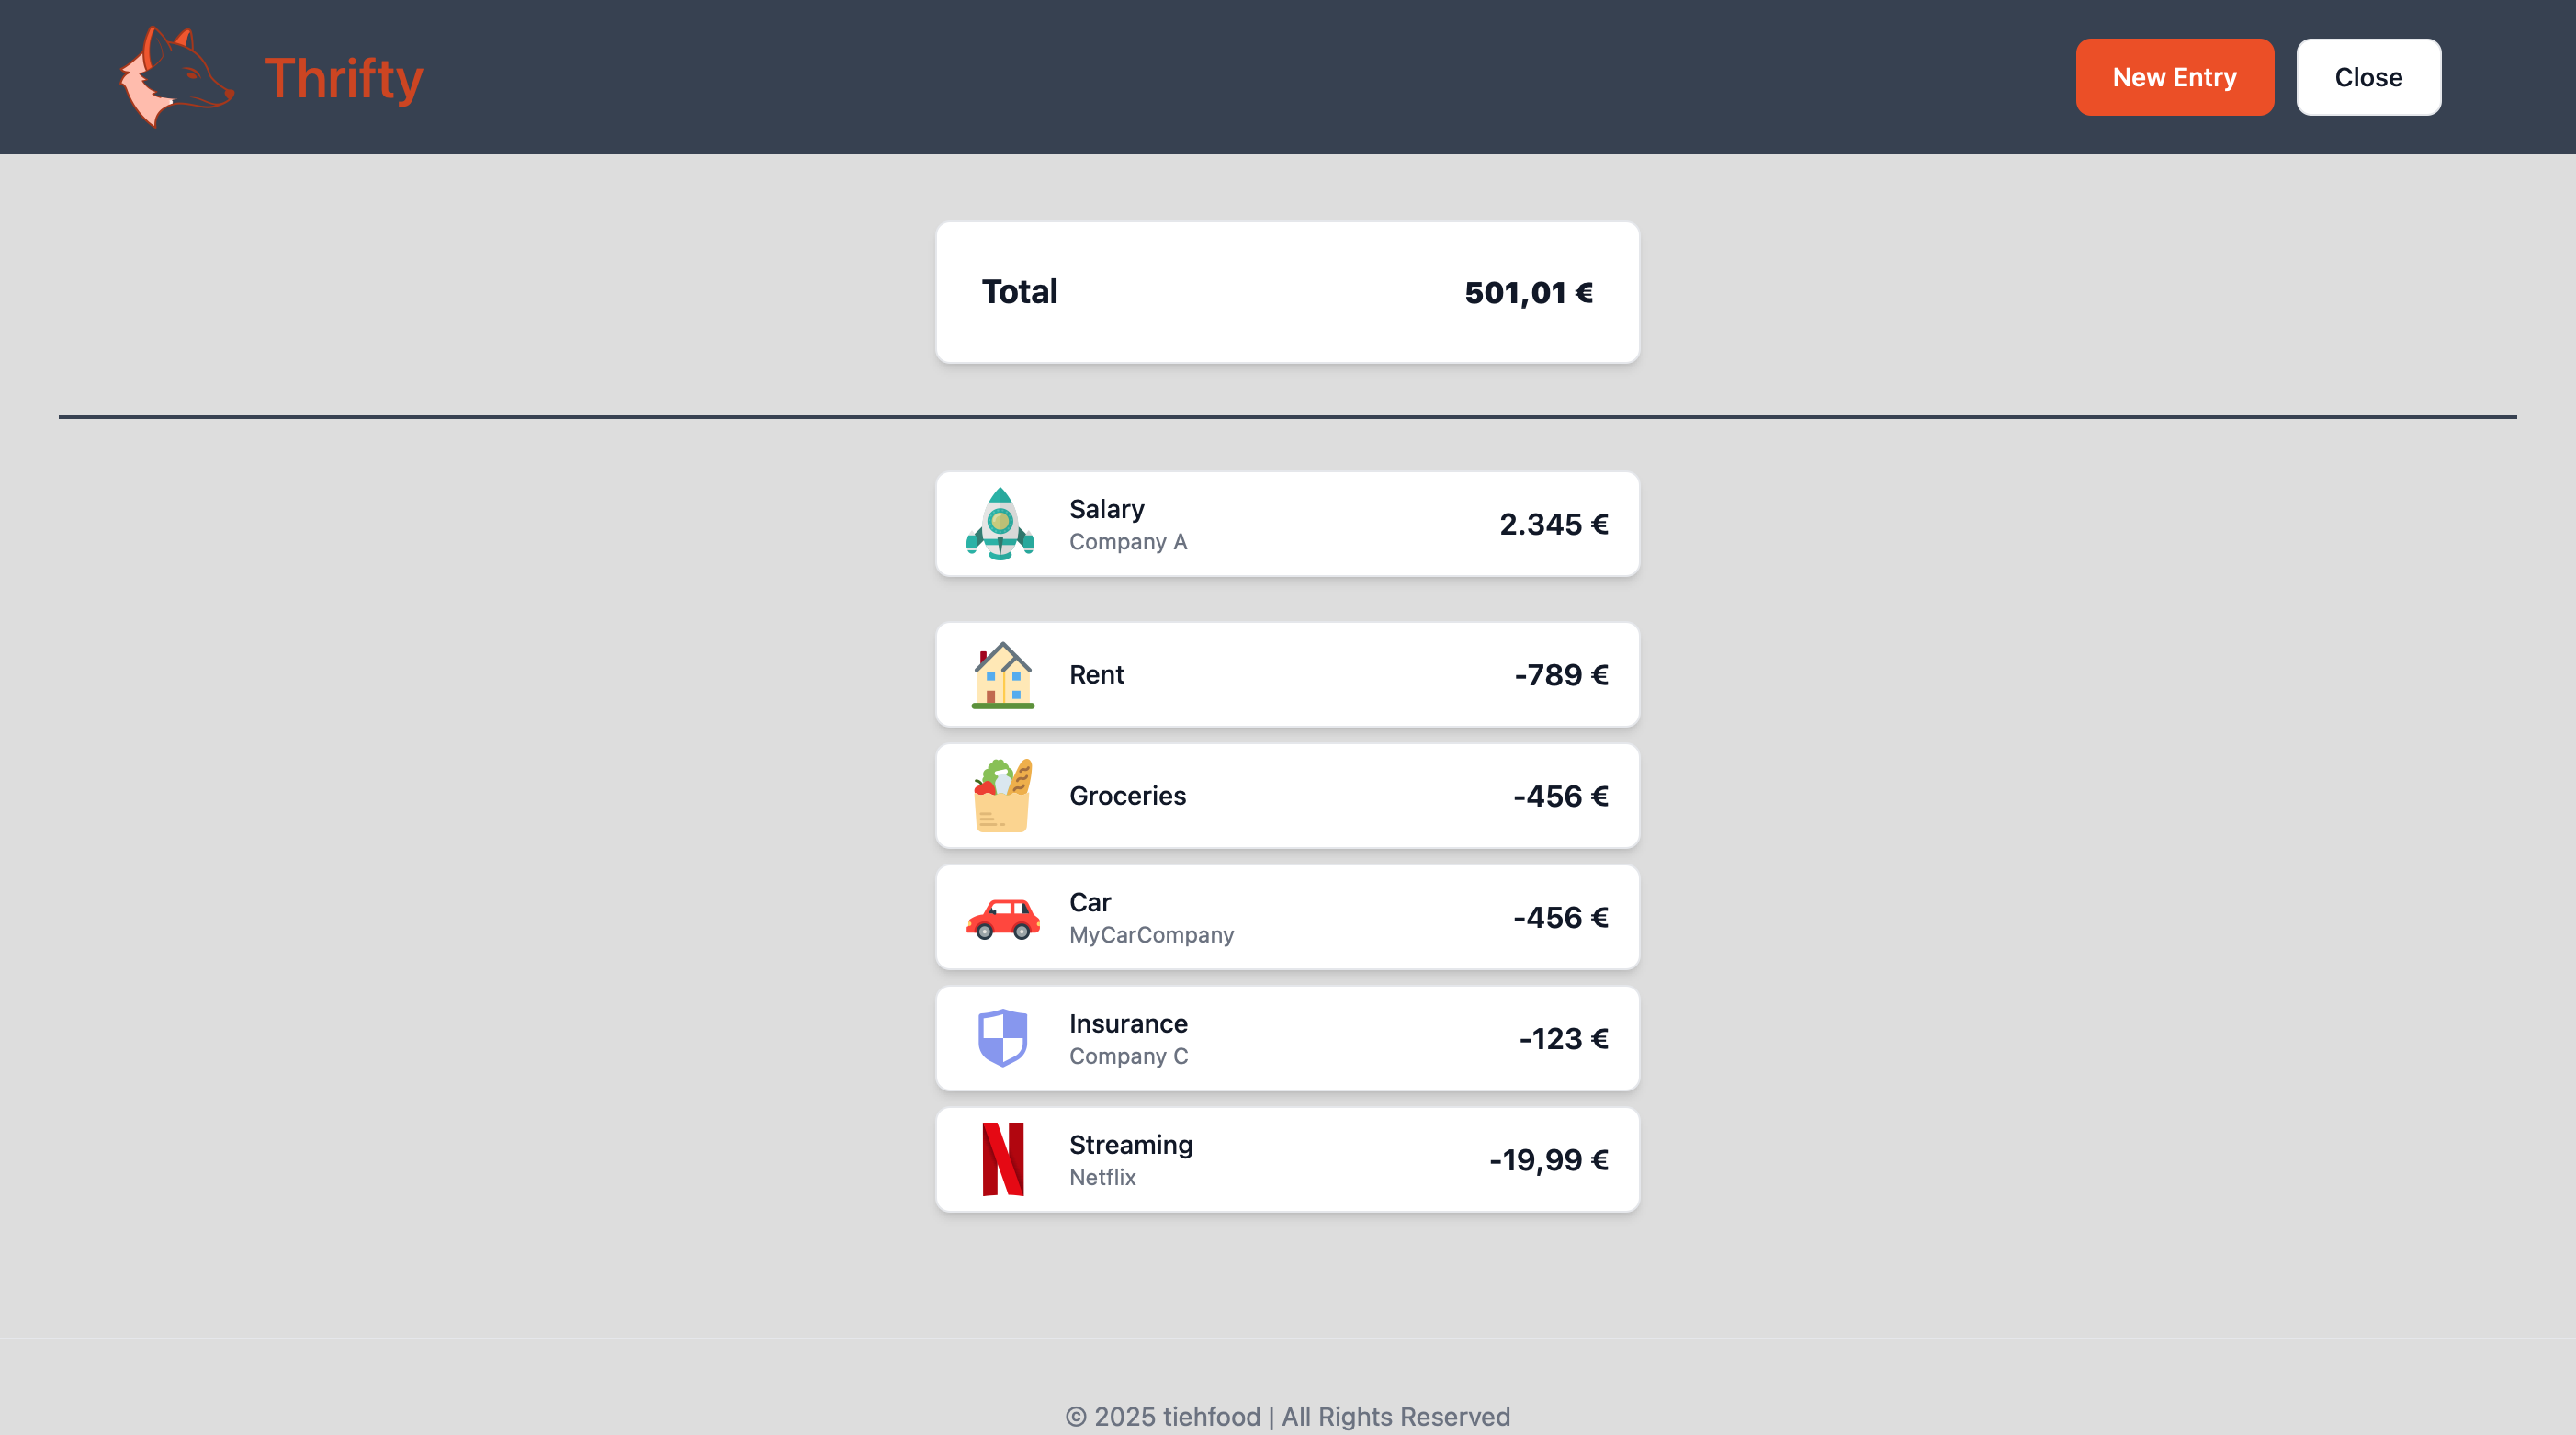 Thrifty
New Entry
Close
Total
501,01 €
Salary
Company A
2.345 €
Rent
-789 €
Groceries
-456 €
Car
MyCarCompany
-456 €
Insurance
Company C
-123 €
Streaming
Netflix
-19,99 €
© 2025 tiehfood | All Rights Reserved